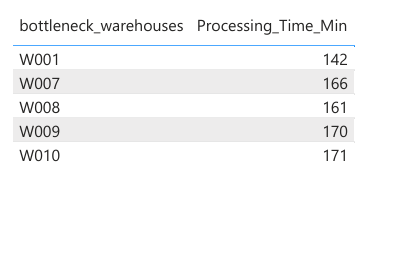 bottleneck_warehouses Processing_Time_Min
W001 142
W007 166
W008 161
W009 170
W010 171